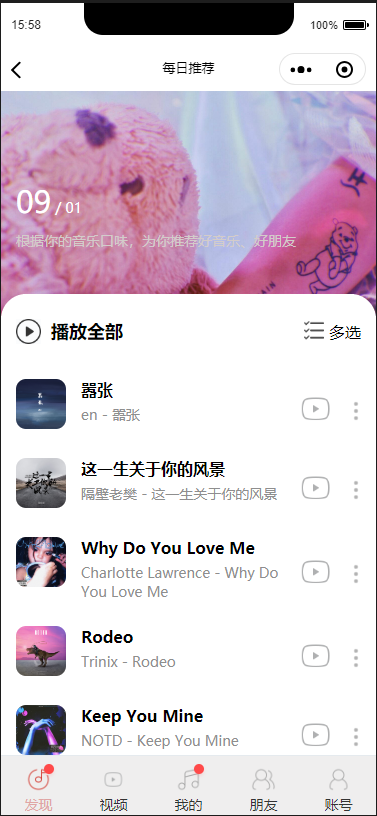 15:58
100%
每日推荐
09 / 01
根据你的音乐口味，为你推荐好音乐、好朋友
播放全部
多选
嚣张
en - 嚣张
这一生关于你的风景
隔壁老樊 - 这一生关于你的风景
Why Do You Love Me
Charlotte Lawrence - Why Do
You Love Me
Rodeo
Trinix - Rodeo
Keep You Mine
NOTD - Keep You Mine
发现
视频
我的
朋友
账号